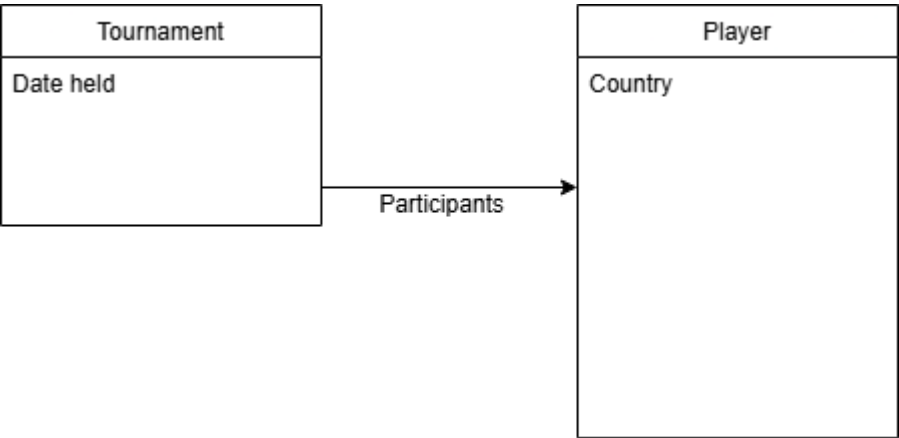 Tournament
Date held
Participants
Player
Country